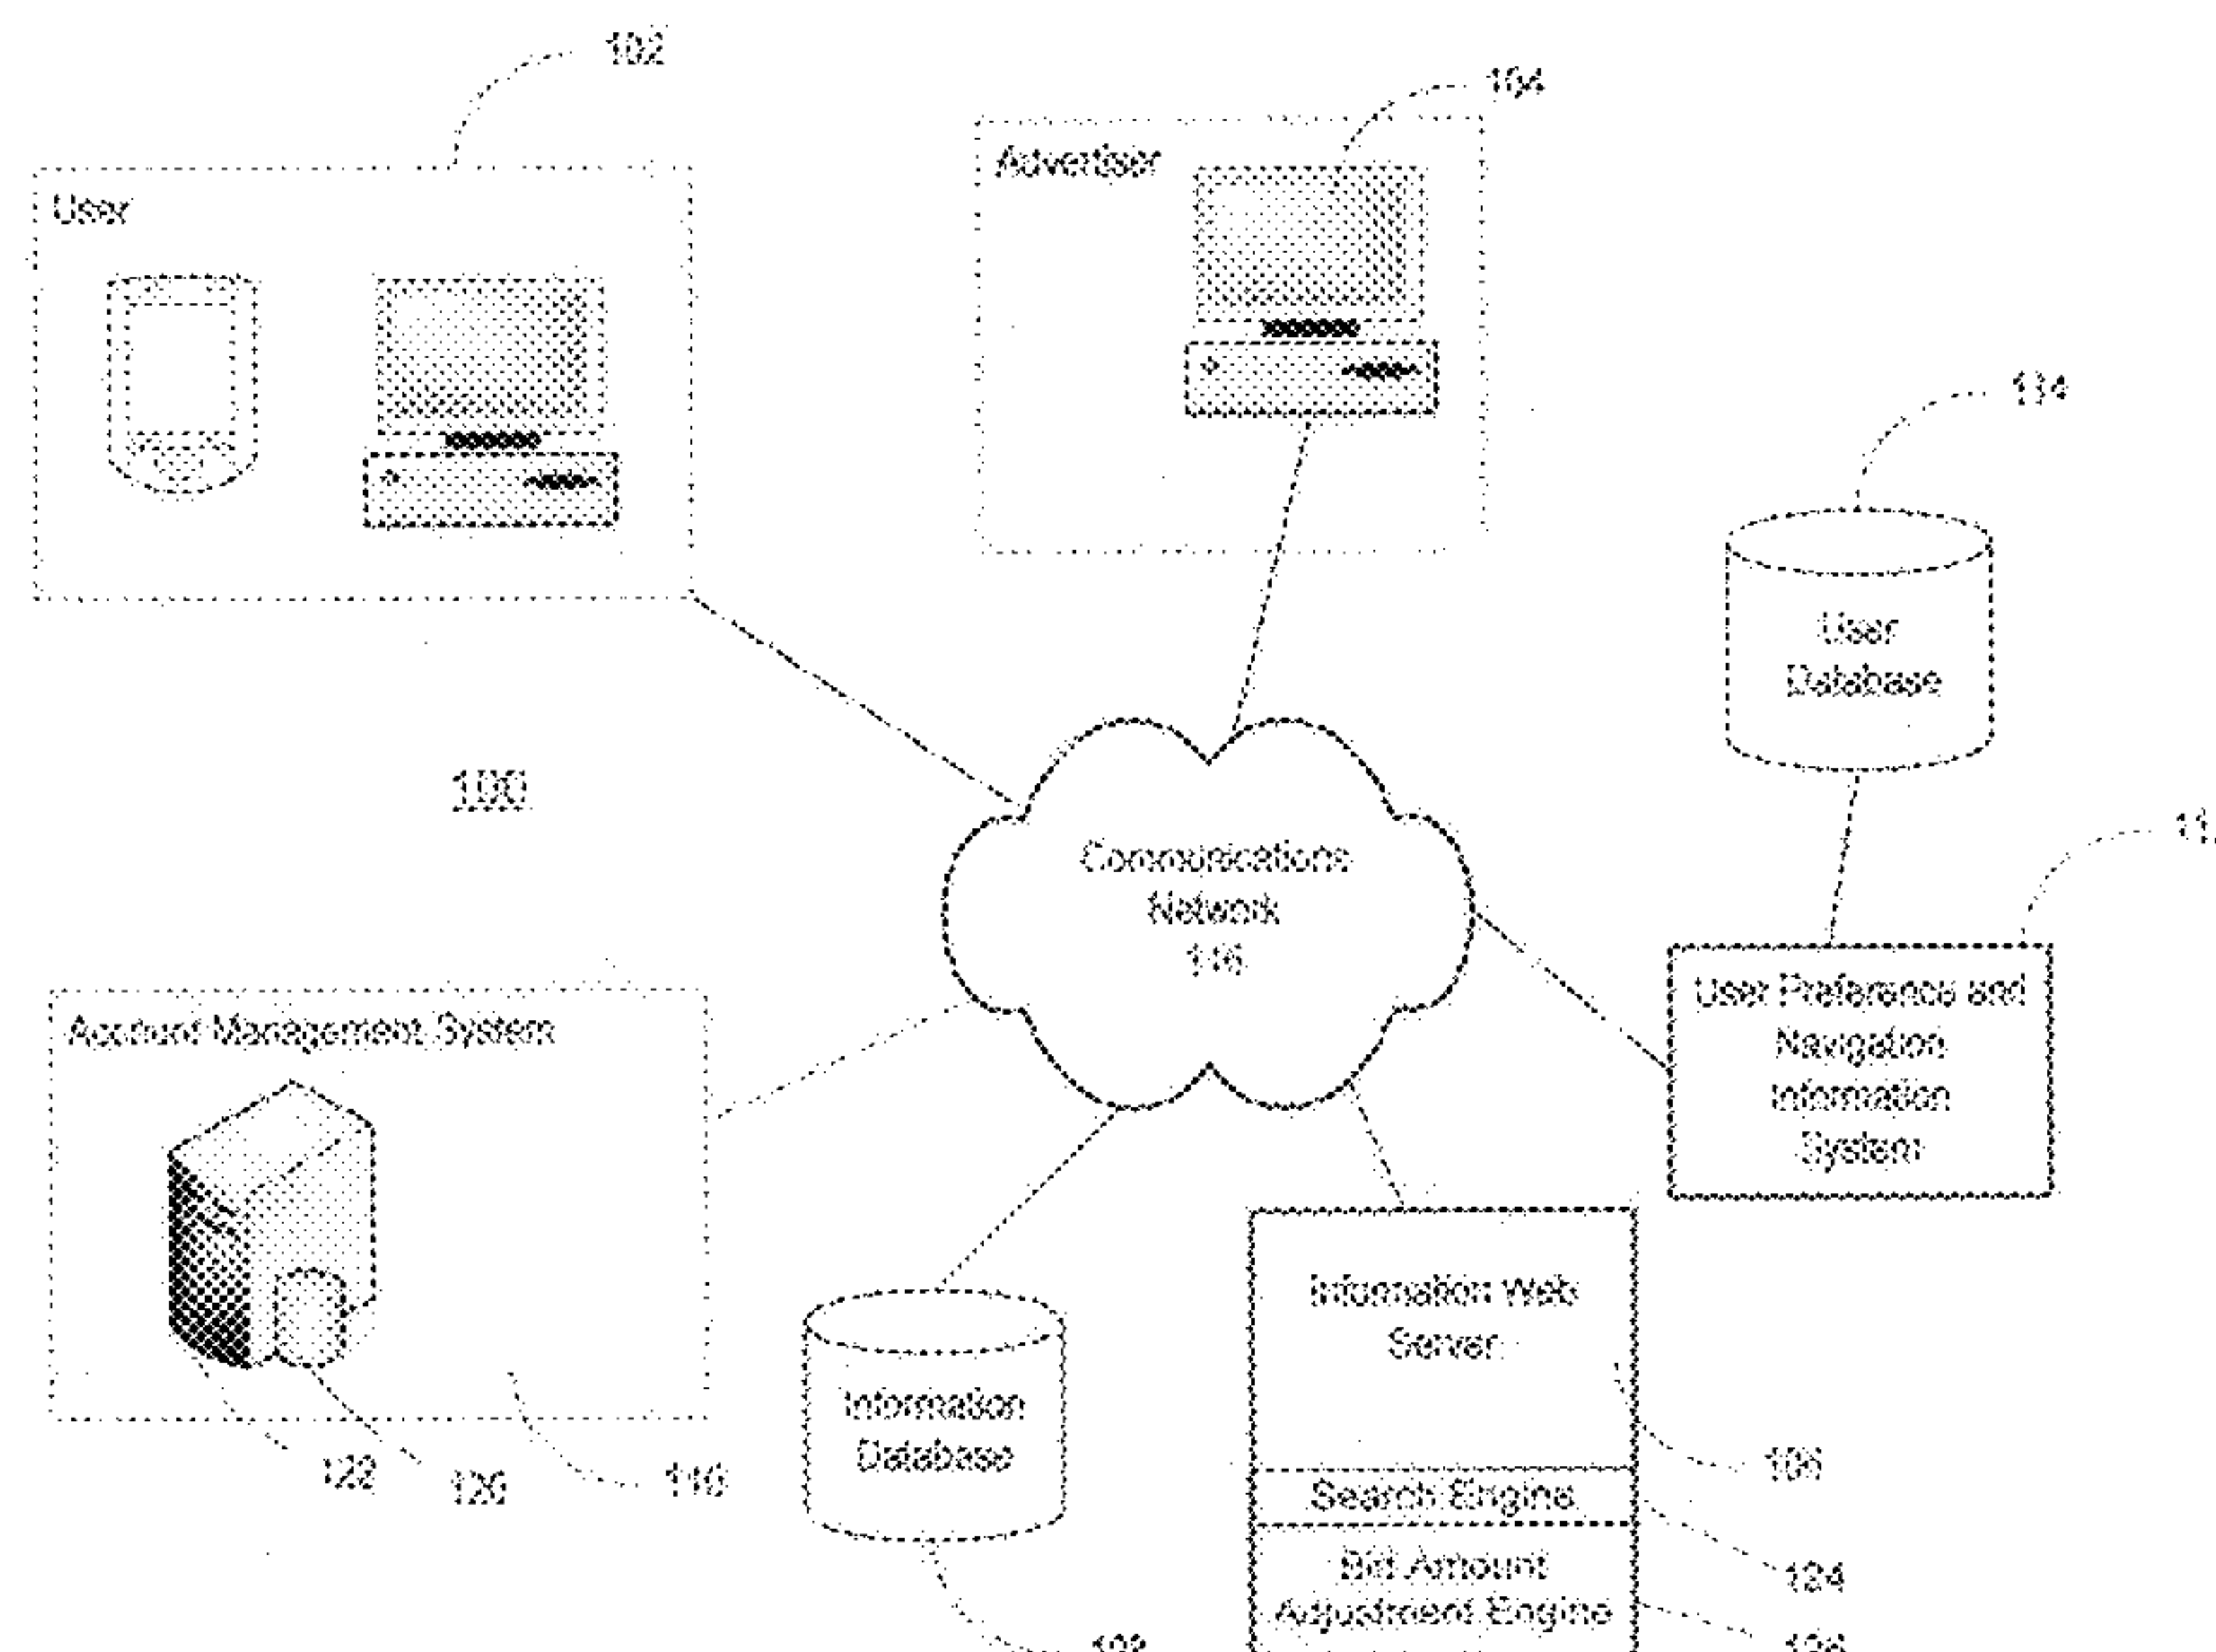 102
104
Advertiser
User
114
User
Database
100
Communications
Network
116
User Preference and
Navigation
Information
System
Account Management System
Information Web
Server
Information
Database
122
120
110
106
Search Engine
124
Bid Amount
Adjustment Engine